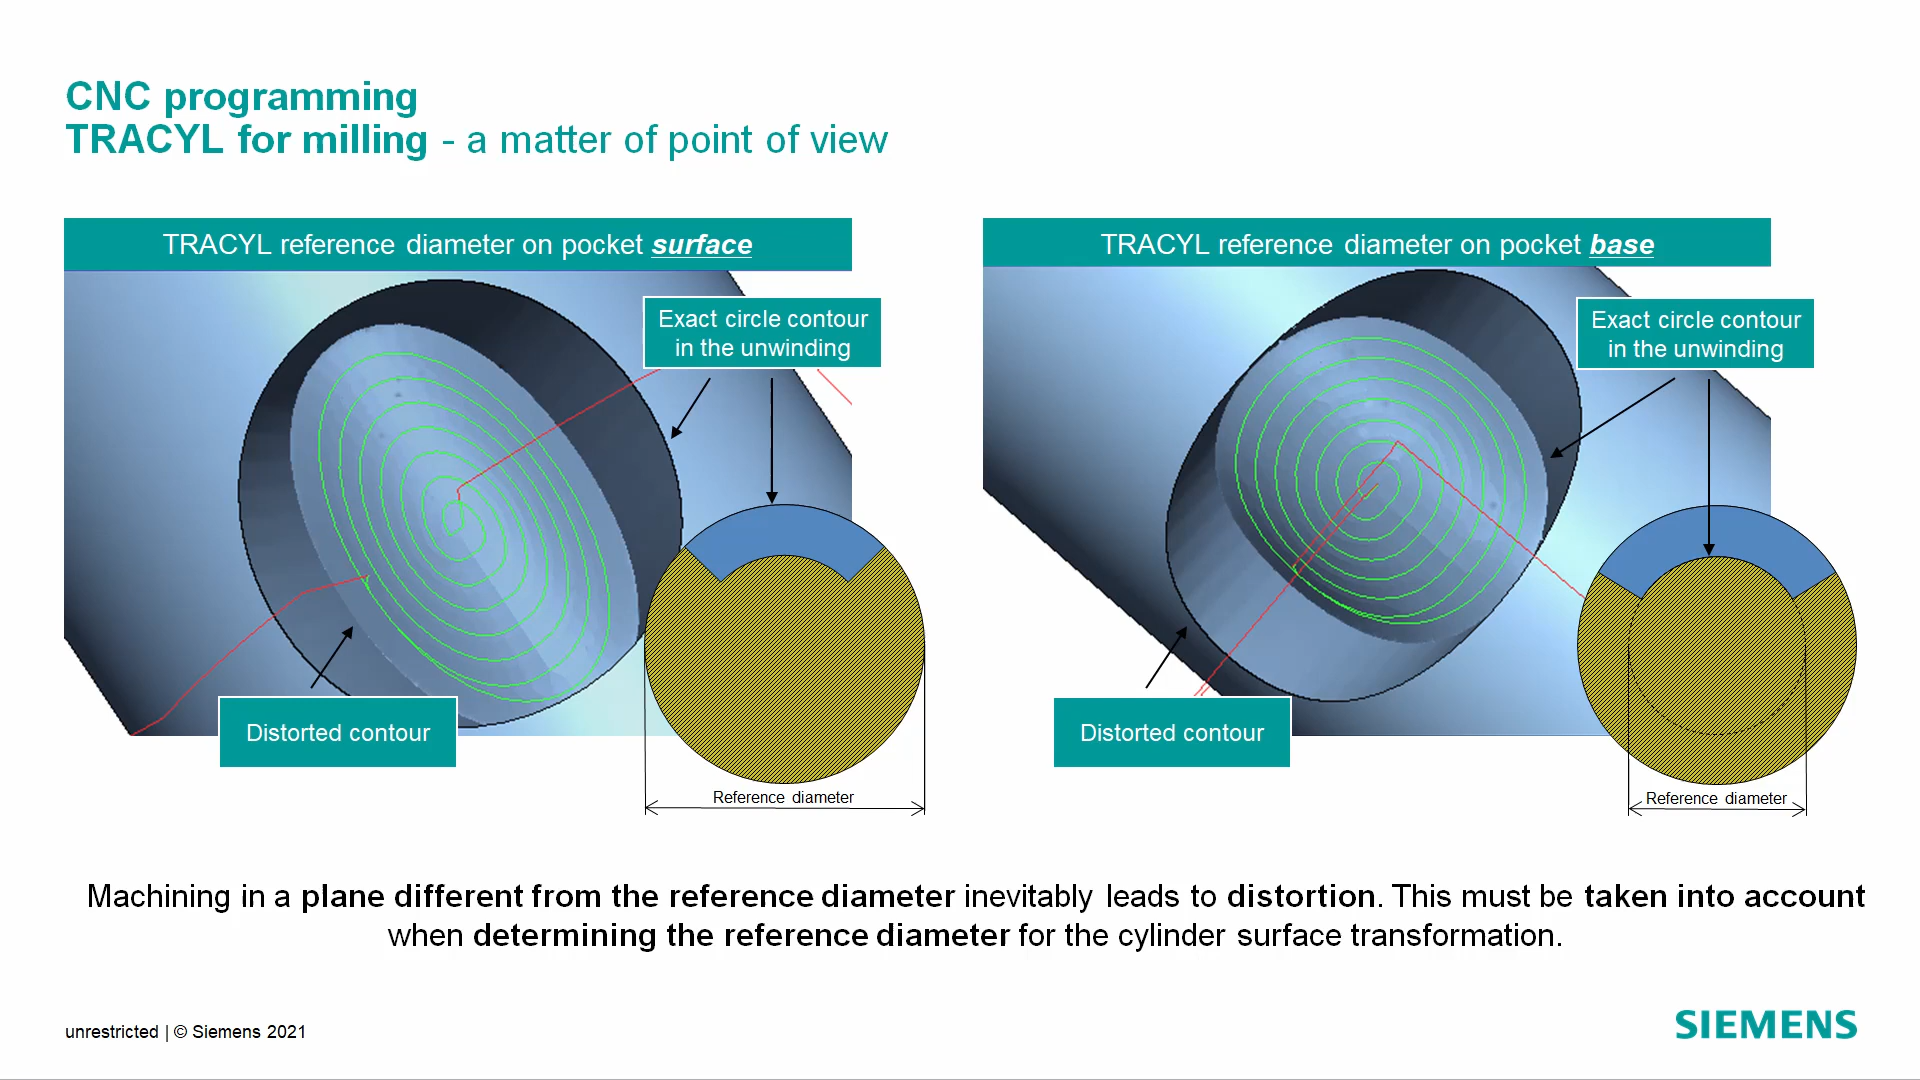 CNC programming
TRACYL for milling - a matter of point of view
TRACYL reference diameter on pocket surface
Exact circle contour
in the unwinding
Distorted contour
Reference diameter
TRACYL reference diameter on pocket base
Exact circle contour
in the unwinding
Distorted contour
Reference diameter
Machining in a plane different from the reference diameter inevitably leads to distortion. This must be taken into account
when determining the reference diameter for the cylinder surface transformation.
unrestricted | © Siemens 2021
SIEMENS